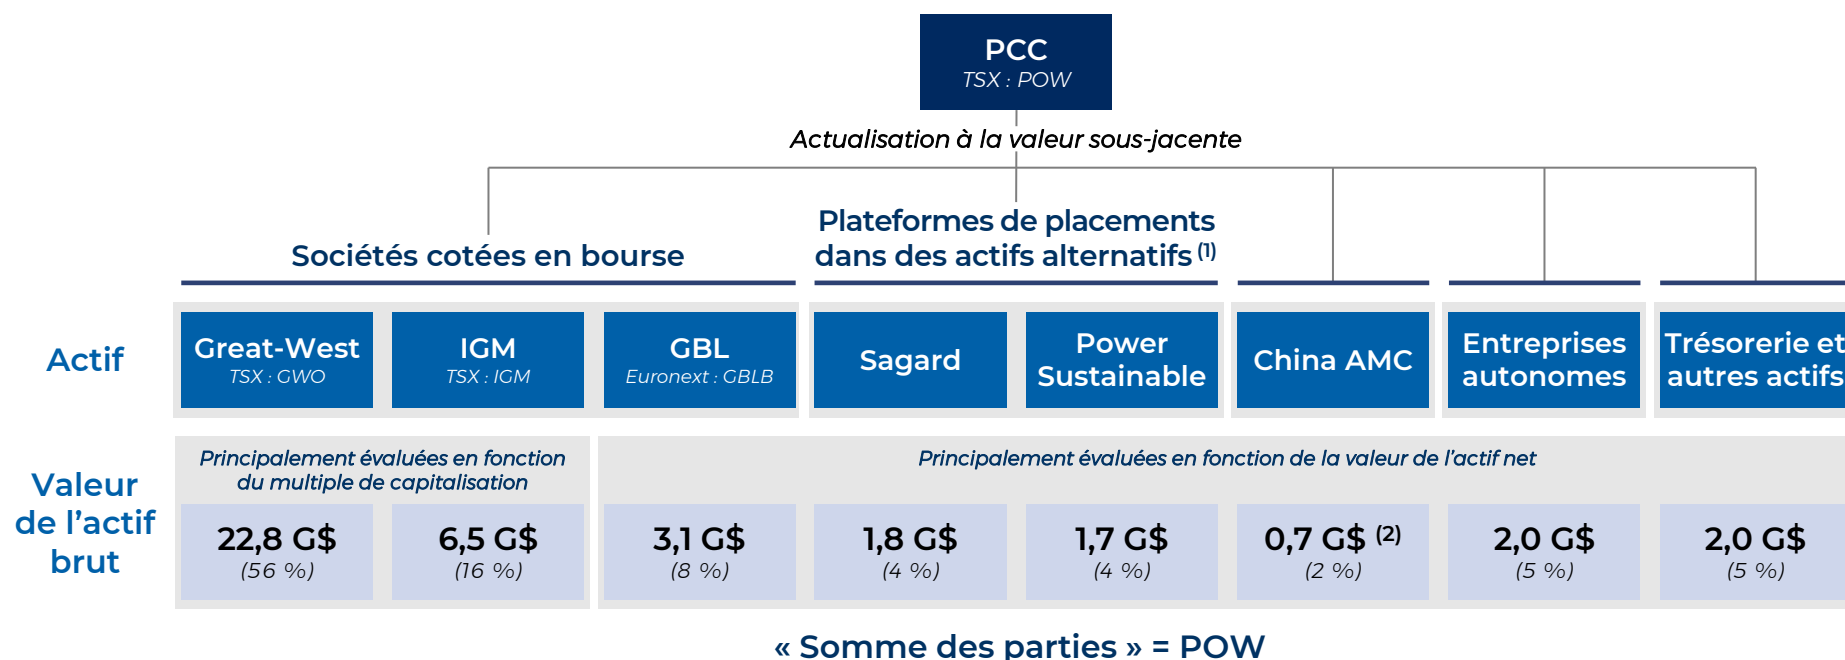 PCC
TSX : POW
Actualisation à la valeur sous-jacente
Sociétés cotées en bourse
Plateformes de placements
dans des actifs alternatifs (1)
Actif
Great-West
TSX : GWO
IGM
TSX : IGM
GBL
Euronext : GBLB
Sagard
Power
Sustainable
China AMC
Entreprises
autonomes
Trésorerie et
autres actifs
Valeur
de l'actif
brut
Principalement évaluées en fonction
du multiple de capitalisation
Principalement évaluées en fonction de la valeur de l'actif net
22,8 G$
(56 %)
6,5 G$
(16 %)
3,1 G$
(8 %)
1,8 G$
(4 %)
1,7 G$
(4 %)
0,7 G$ (2)
(2 %)
2,0 G$
(5 %)
2,0 G$
(5 %)
« Somme des parties » = POW